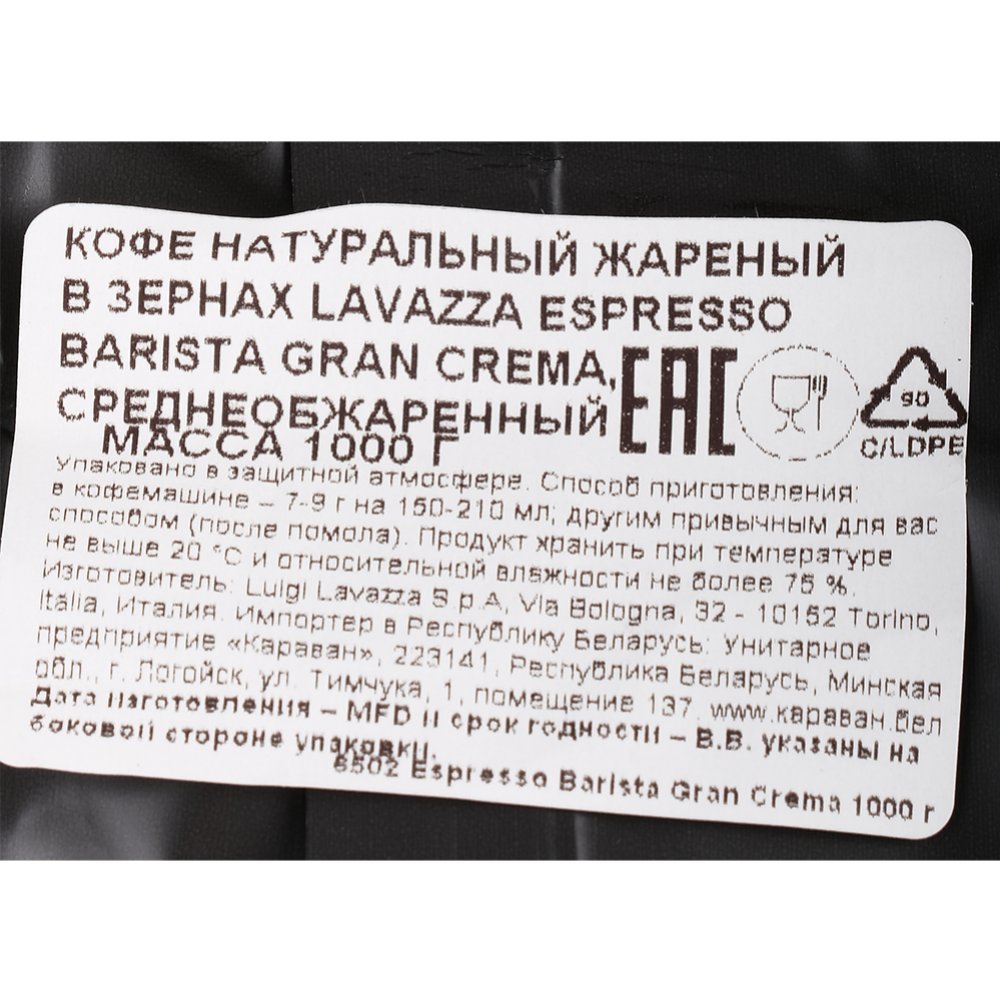 КОФЕ НАТУРАЛЬНЫЙ ЖАРЕНЫЙ
В ЗЕРНАХ LAVAZZA ESPRESSO
BARISTA GRAN CREMA,
СРЕДНЕОБЖАРЕННЫЙ
МАССА 1000 Г
EAC
90
C/LDPE
Упаковано в защитной атмосфере. Способ приготовления:
в кофемашине – 7-9 г на 150-210 мл; другим привычным для вас
способом (после помола). Продукт хранить при температуре
не выше 20 °C и относительной влажности не более 75 %.
Изготовитель: Luigi Lavazza S.p.A, Via Bologna, 32 - 10152 Torino,
Italia, Италия. Импортер в Республику Беларусь: Унитарное
предприятие «Караван», 223141, Республика Беларусь, Минская
обл., г. Логойск, ул. Тимчука, 1, помещение 137. www.караван.бел
Дата изготовления – MFD и срок годности – B.B. указаны на
боковой стороне упаковки.
8502 Espresso Barista Gran Crema 1000 г